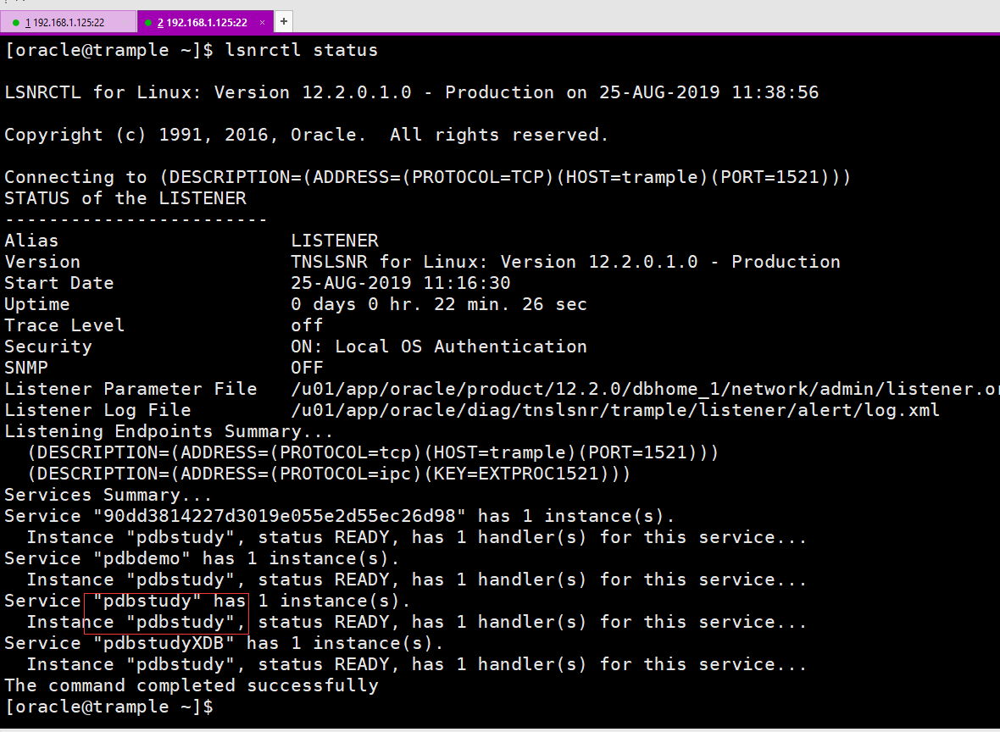 1 192.168.1.125:22
2 192.168.1.125:22 × +
[oracle@trample ~]$ lsnrctl status
LSNRCTL for Linux: Version 12.2.0.1.0 - Production on 25-AUG-2019 11:38:56
Copyright (c) 1991, 2016, Oracle.  All rights reserved.
Connecting to (DESCRIPTION=(ADDRESS=(PROTOCOL=TCP)(HOST=trample)(PORT=1521)))
STATUS of the LISTENER
------------------------
Alias                     LISTENER
Version                   TNSLSNR for Linux: Version 12.2.0.1.0 - Production
Start Date                25-AUG-2019 11:16:30
Uptime                    0 days 0 hr. 22 min. 26 sec
Trace Level               off
Security                  ON: Local OS Authentication
SNMP                      OFF
Listener Parameter File   /u01/app/oracle/product/12.2.0/dbhome_1/network/admin/listener.or
Listener Log File         /u01/app/oracle/diag/tnslsnr/trample/listener/alert/log.xml
Listening Endpoints Summary...
  (DESCRIPTION=(ADDRESS=(PROTOCOL=tcp)(HOST=trample)(PORT=1521)))
  (DESCRIPTION=(ADDRESS=(PROTOCOL=ipc)(KEY=EXTPROC1521)))
Services Summary...
Service "90dd3814227d3019e055e2d55ec26d98" has 1 instance(s).
  Instance "pdbstudy", status READY, has 1 handler(s) for this service...
Service "pdbdemo" has 1 instance(s).
  Instance "pdbstudy", status READY, has 1 handler(s) for this service...
Service "pdbstudy" has 1 instance(s).
  Instance "pdbstudy", status READY, has 1 handler(s) for this service...
Service "pdbstudyXDB" has 1 instance(s).
  Instance "pdbstudy", status READY, has 1 handler(s) for this service...
The command completed successfully
[oracle@trample ~]$